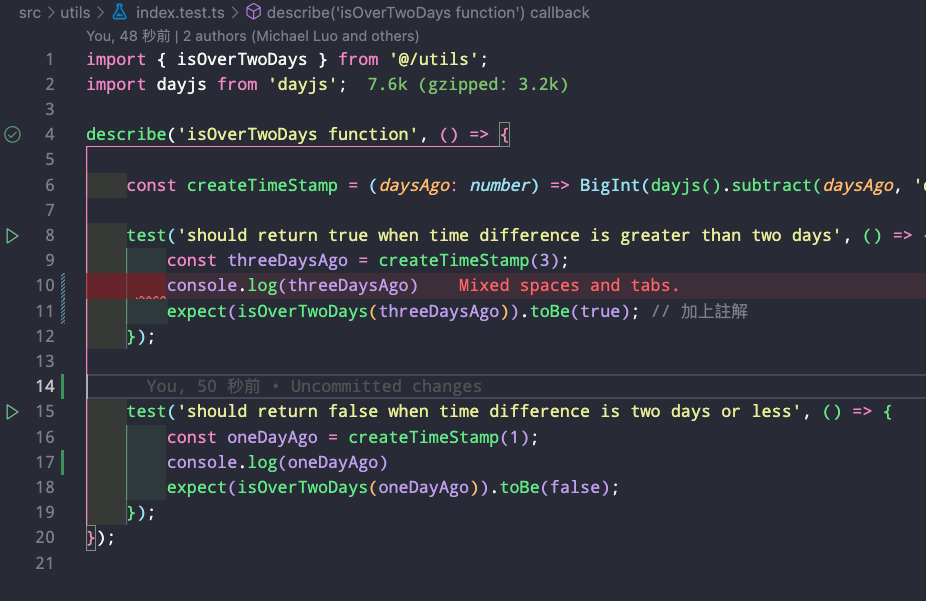 src > utils > index.test.ts > describe('isOverTwoDays function') callback
You, 48 秒前 | 2 authors (Michael Luo and others)
1 import { isOverTwoDays } from '@/utils';
2 import dayjs from 'dayjs'; 7.6k (gzipped: 3.2k)
3
4 describe('isOverTwoDays function', () => {
5
6 const createTimeStamp = (daysAgo: number) => BigInt(dayjs().subtract(daysAgo, '
7
8 test('should return true when time difference is greater than two days', () =>
9 const threeDaysAgo = createTimeStamp(3);
10 console.log(threeDaysAgo) Mixed spaces and tabs.
11 expect(isOverTwoDays(threeDaysAgo)).toBe(true); // 加上註解
12 });
13
14 You, 50 秒前 • Uncommitted changes
15 test('should return false when time difference is two days or less', () => {
16 const oneDayAgo = createTimeStamp(1);
17 console.log(oneDayAgo)
18 expect(isOverTwoDays(oneDayAgo)).toBe(false);
19 });
20 });
21